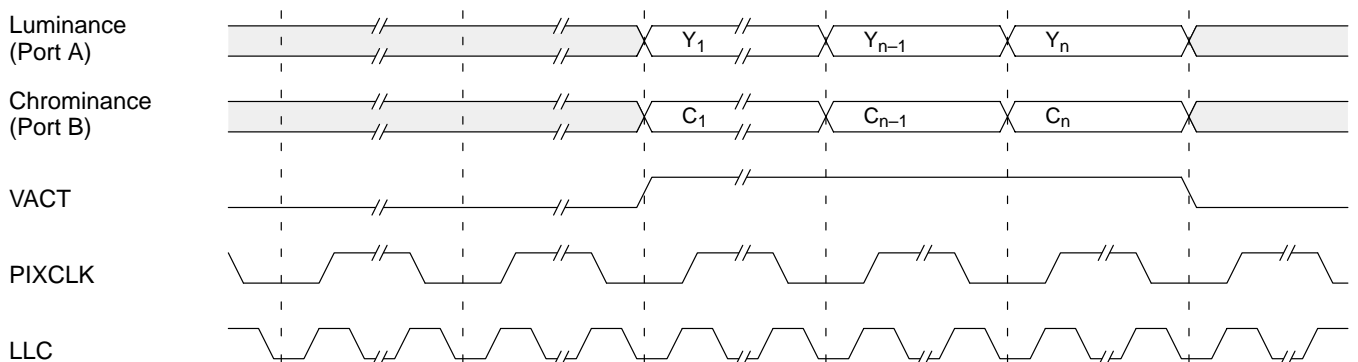 Luminance
(Port A)
Y1
Yn–1
Yn
Chrominance
(Port B)
C1
Cn–1
Cn
VACT
PIXCLK
LLC